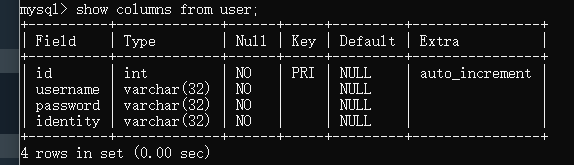 mysql> show columns from user;
+----------+-------------+------+-----+---------+----------------+
| Field    | Type        | Null | Key | Default | Extra          |
+----------+-------------+------+-----+---------+----------------+
| id       | int         | NO   | PRI | NULL    | auto_increment |
| username | varchar(32) | NO   |     | NULL    |                |
| password | varchar(32) | NO   |     | NULL    |                |
| identity | varchar(32) | NO   |     | NULL    |                |
+----------+-------------+------+-----+---------+----------------+
4 rows in set (0.00 sec)